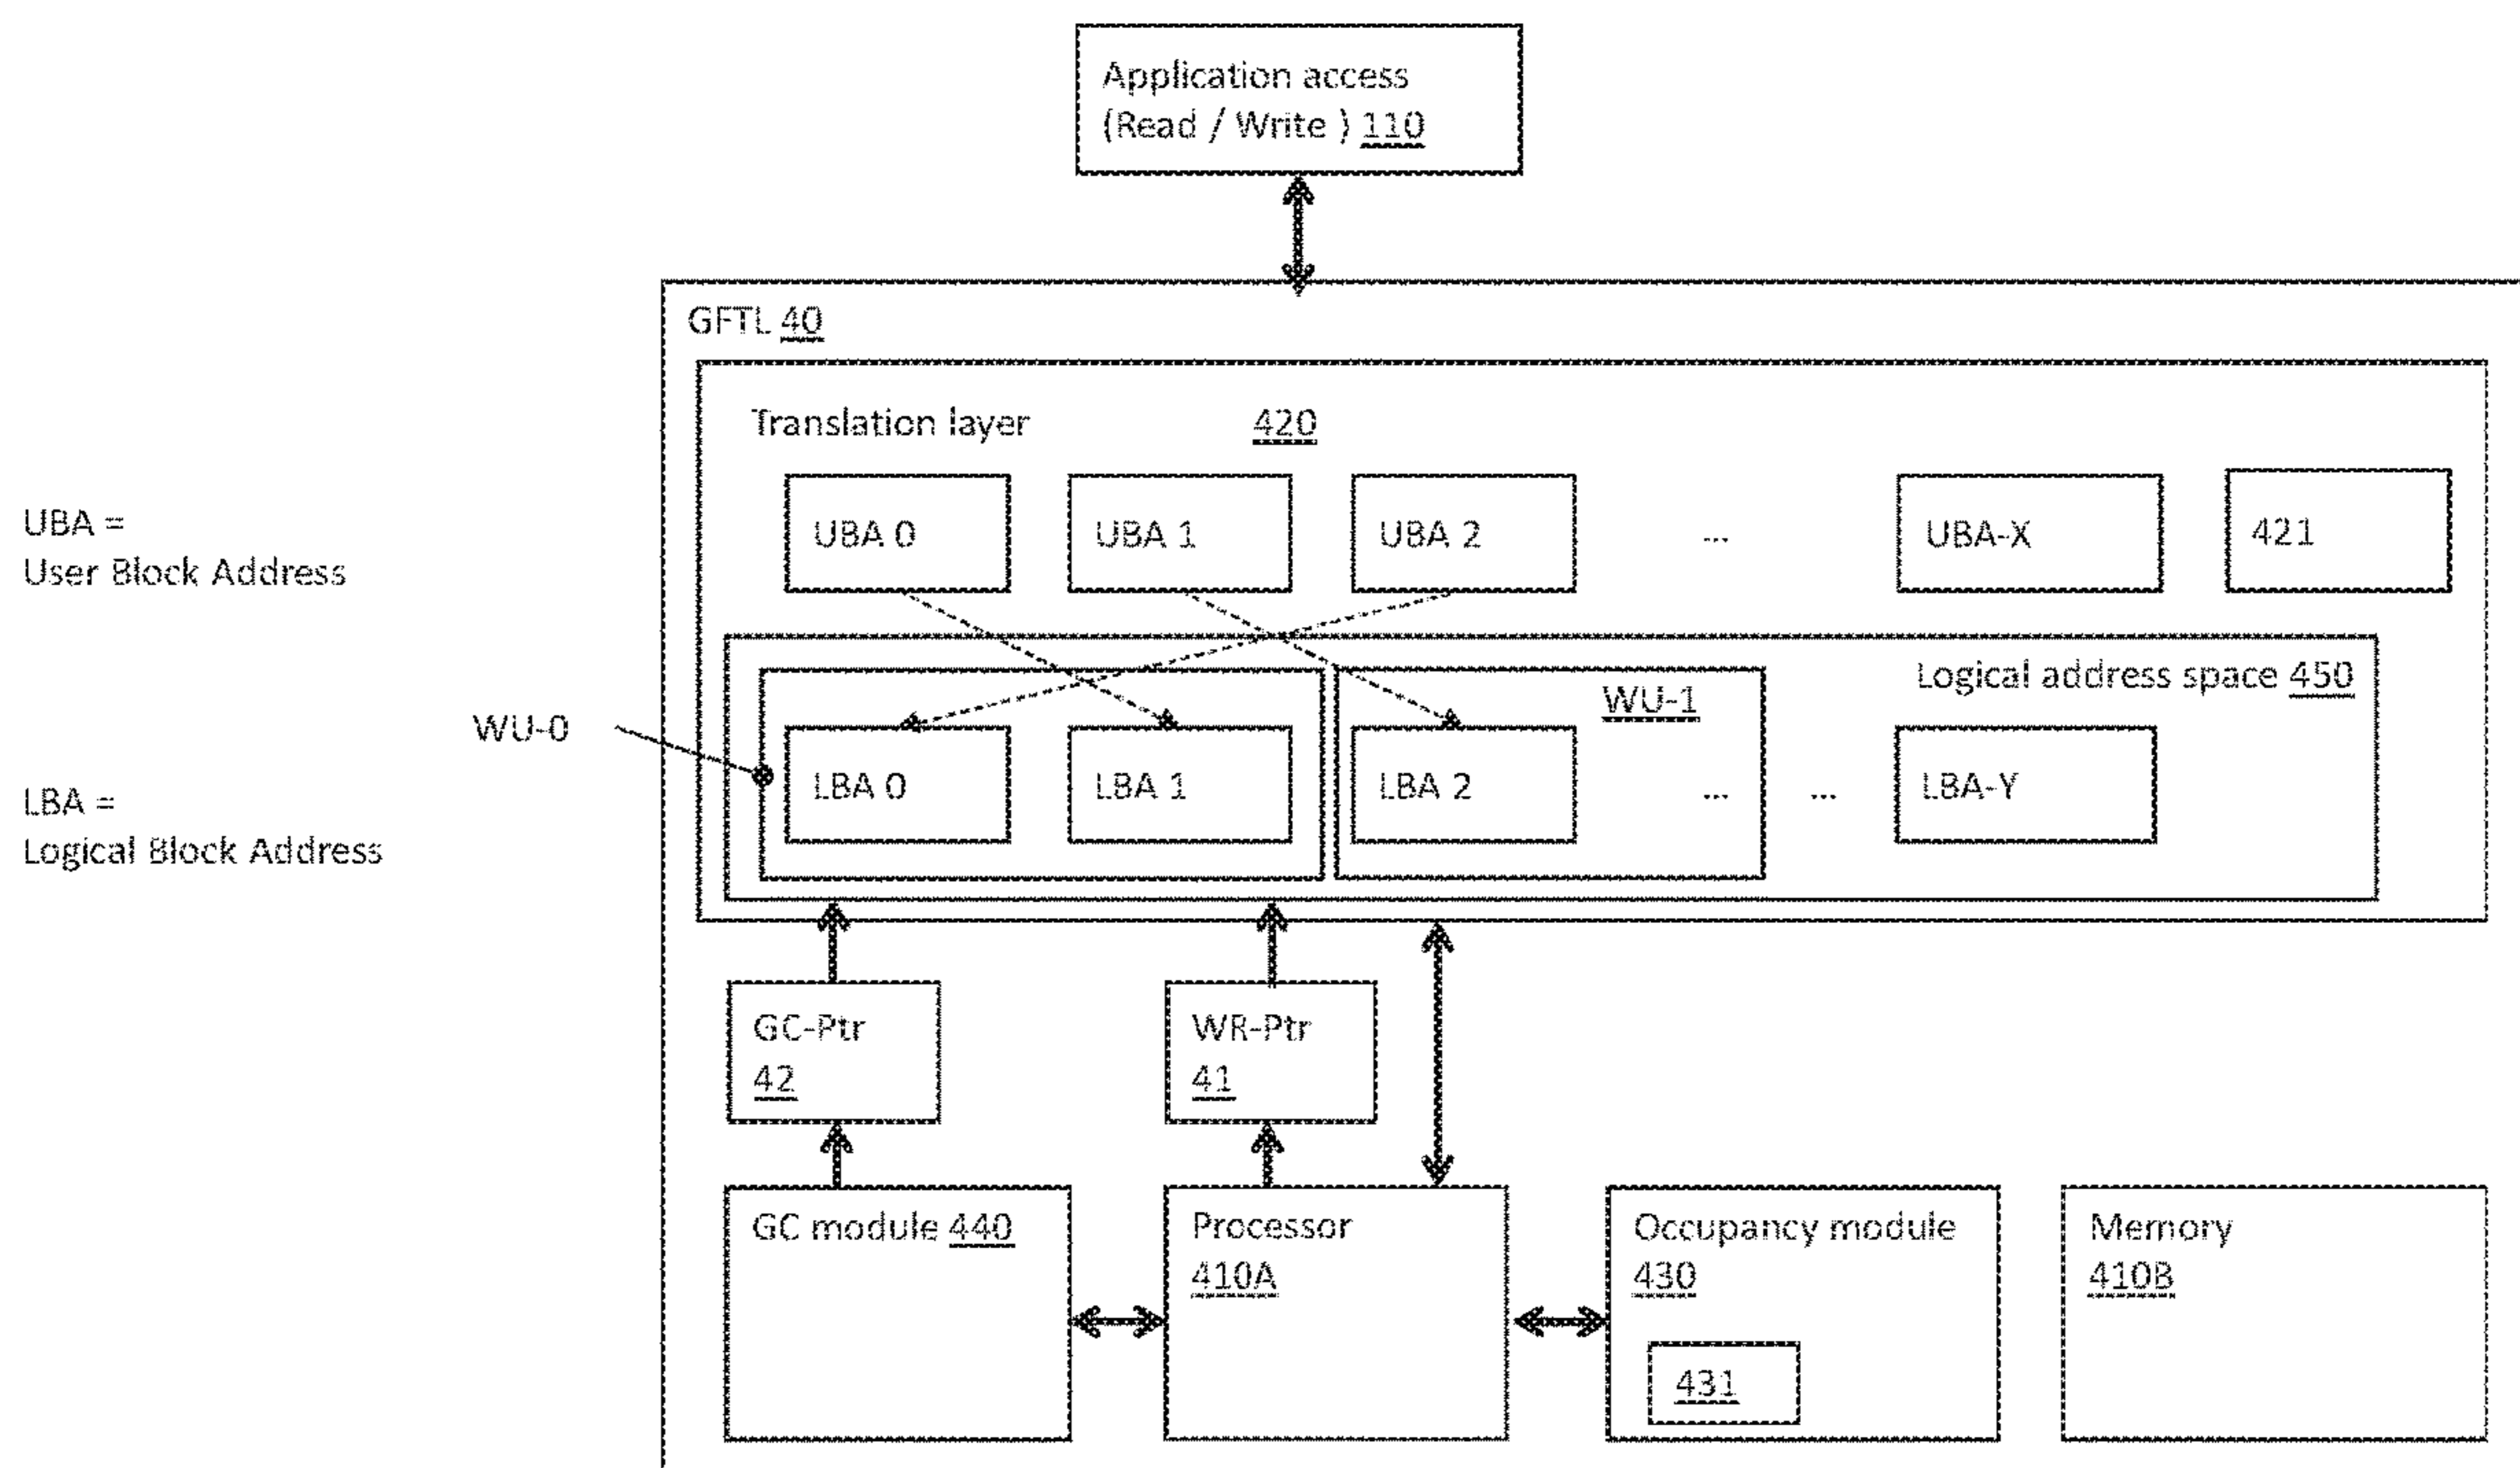 Application access
(Read / Write ) 110
GFTL 40
Translation layer 420
UBA =
User Block Address
UBA 0 UBA 1 UBA 2 ... UBA-X 421
Logical address space 450
WU-1
WU-0
LBA =
Logical Block Address
LBA 0 LBA 1 LBA 2 ... ... LBA-Y
GC-Ptr
42
WR-Ptr
41
GC module 440
Processor
410A
Occupancy module
430
431
Memory
410B